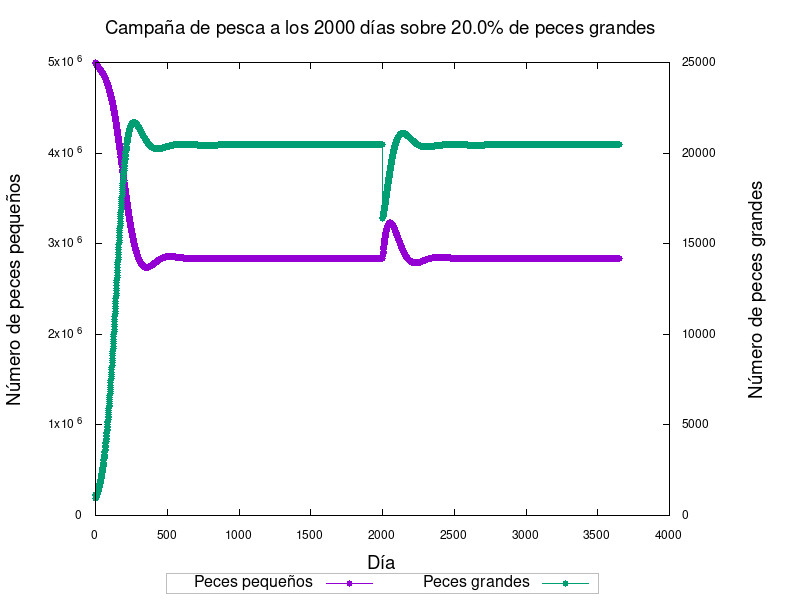 Campaña de pesca a los 2000 días sobre 20.0% de peces grandes
5x10 6
4x10 6
3x10 6
2x10 6
1x10 6
0
Número de peces pequeños
25000
20000
15000
10000
5000
0
Número de peces grandes
0 500 1000 1500 2000 2500 3000 3500 4000
Día
Peces pequeños Peces grandes